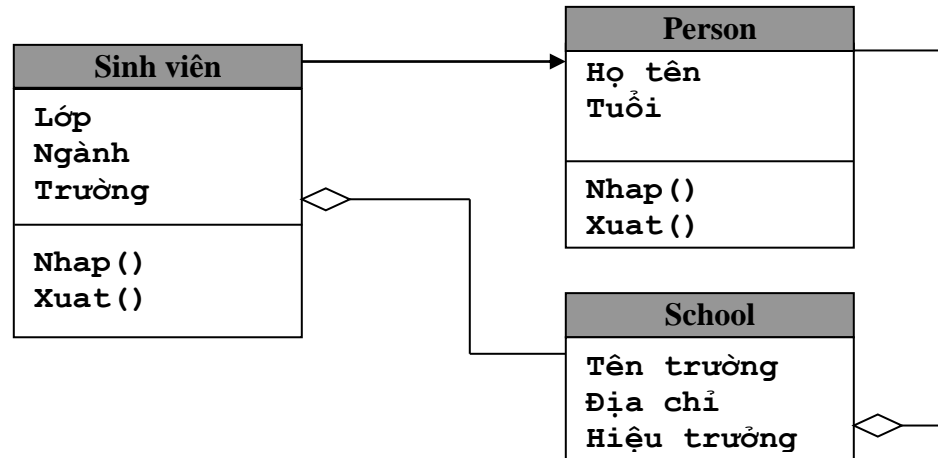 Sinh viên
Lớp
Ngành
Trường
Nhap()
Xuat()
Person
Họ tên
Tuổi
Nhap()
Xuat()
School
Tên trường
Địa chỉ
Hiệu trưởng